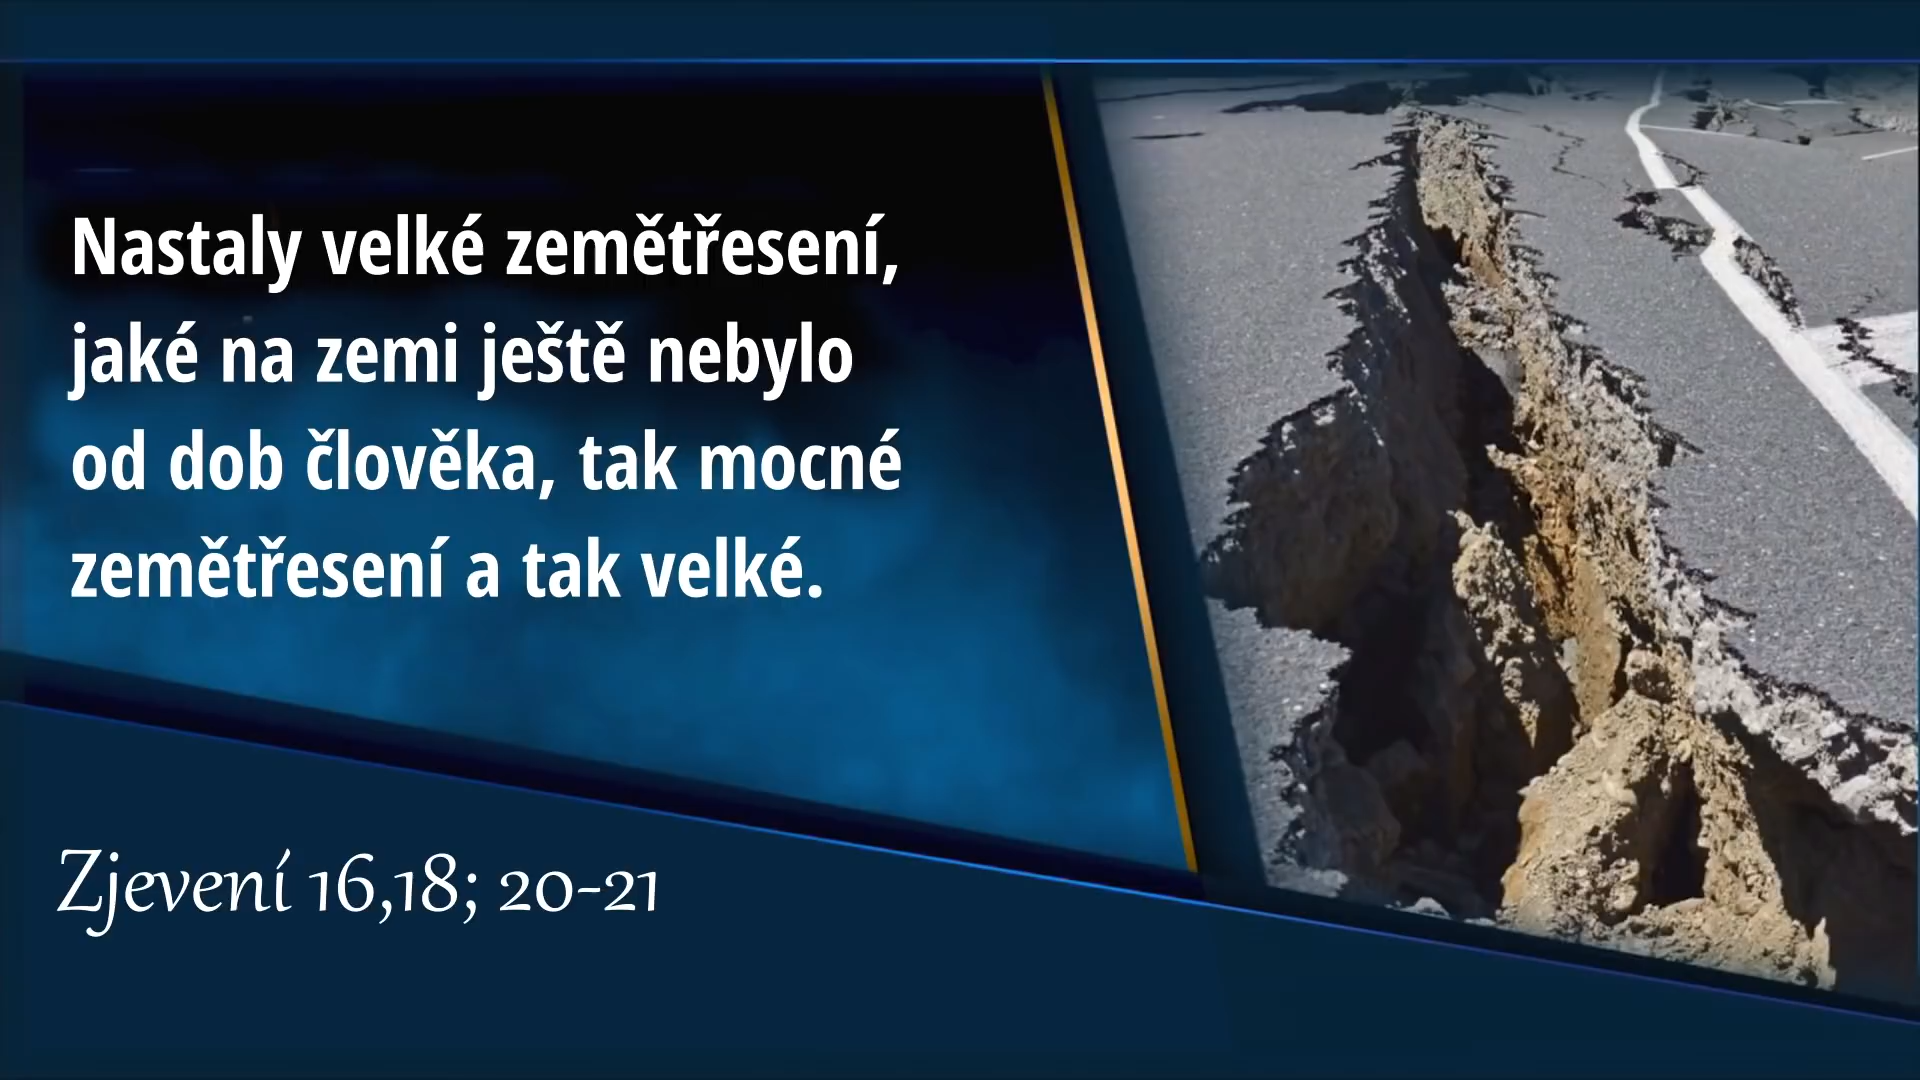 Nastaly velké zemětřesení,
jaké na zemi ještě nebylo
od dob člověka, tak mocné
zemětřesení a tak velké.
Zjevení 16,18; 20-21